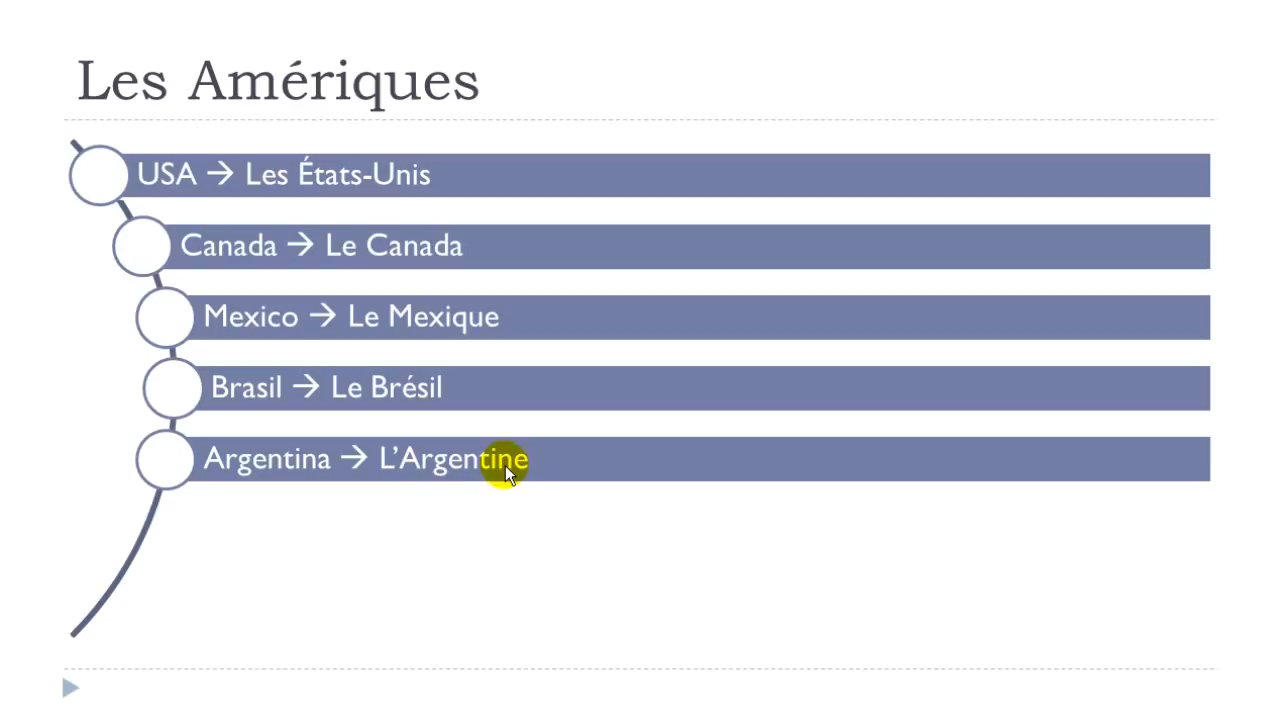 Les Amériques
USA → Les États-Unis
Canada → Le Canada
Mexico → Le Mexique
Brasil → Le Brésil
Argentina → L’Argentine